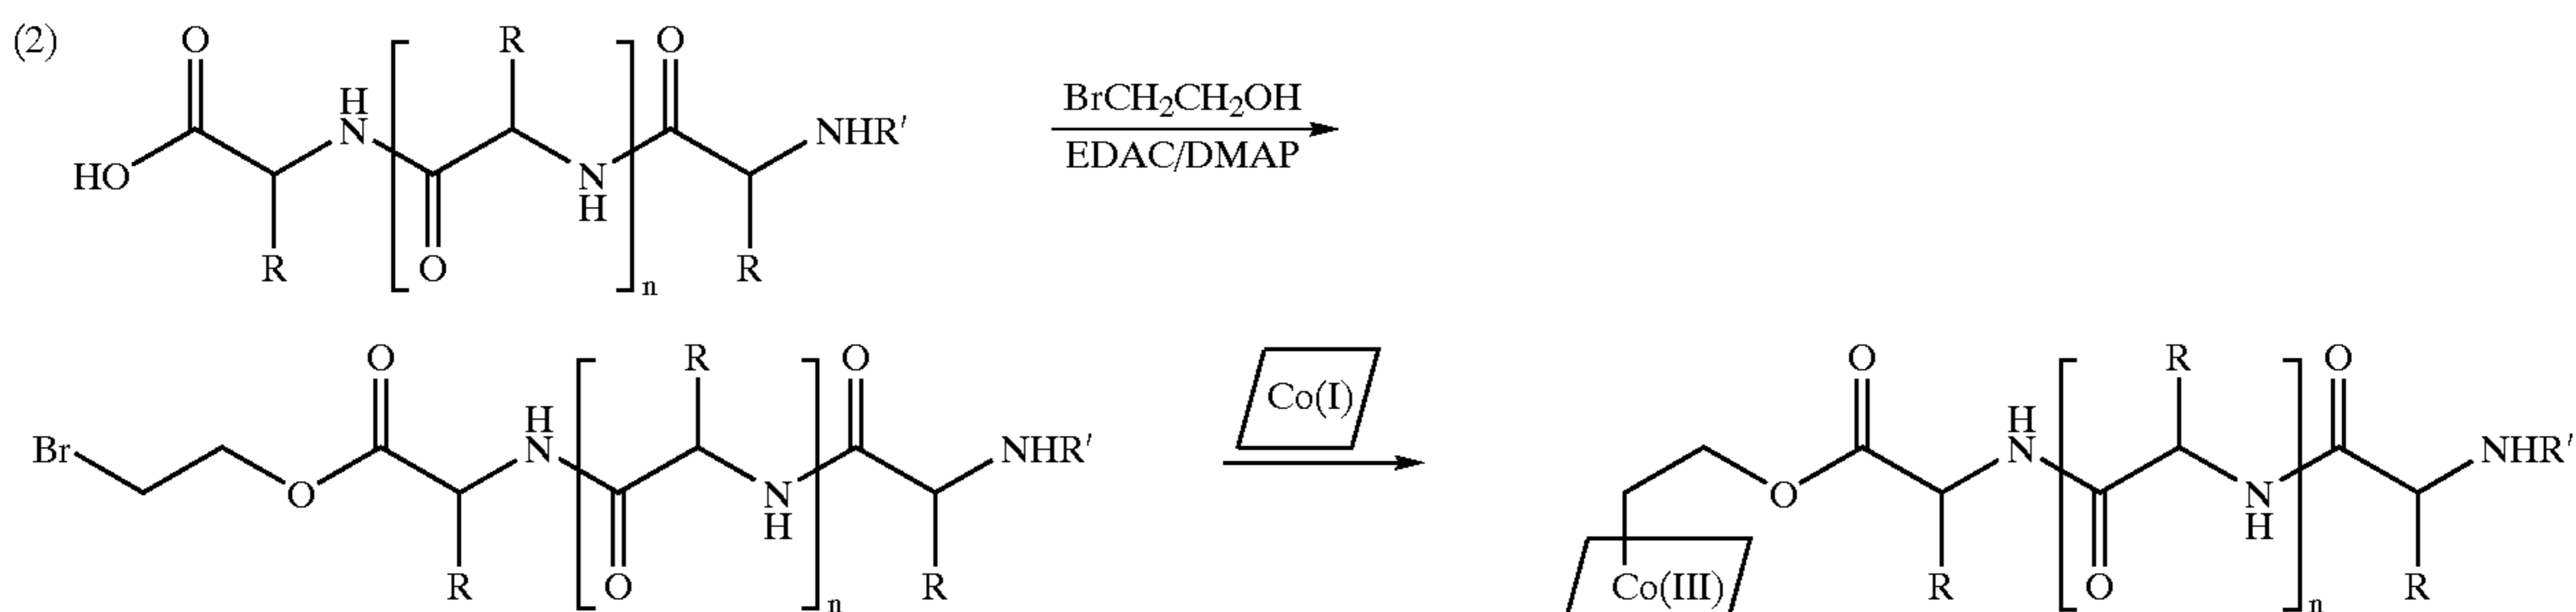 (2)
O R O
H
N NHR′
HO N
H
R O R
n
BrCH₂CH₂OH
EDAC/DMAP
O R O
H
Br N NHR′
O N
H
R O R
n
Co(I)
O R O
H
N NHR′
O N
H
Co(III) R O R
n